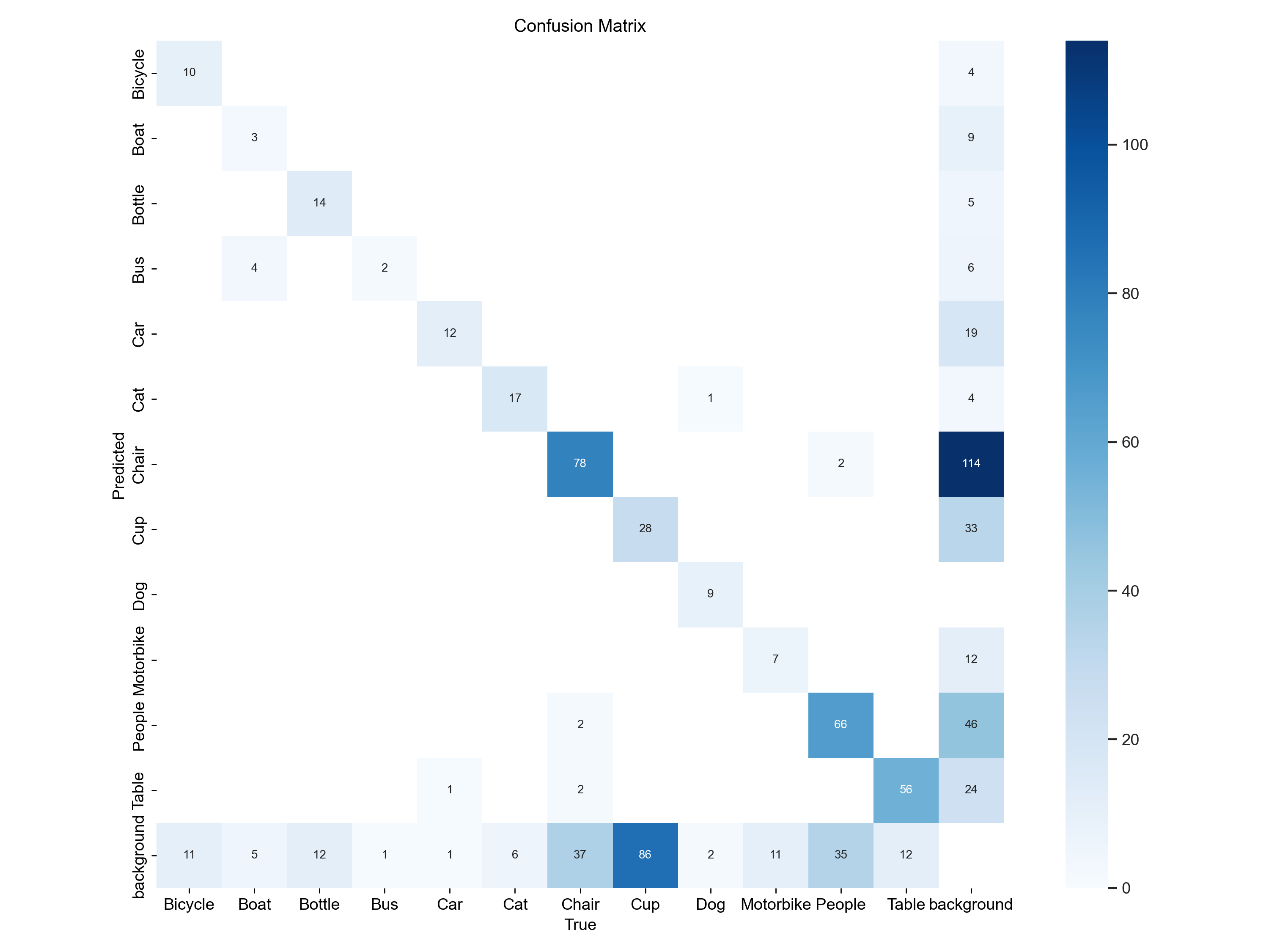 Confusion Matrix
Bicycle 10 4
Boat 3 9
Bottle 14 5
Bus 4 2 6
Car 12 19
Cat 17 1 4
Chair 78 2 114
Cup 28 33
Dog 9
Motorbike 7 12
People 2 66 46
Table 1 2 56 24
background 11 5 12 1 1 6 37 86 2 11 35 12
Predicted
Bicycle Boat Bottle Bus Car Cat Chair Cup Dog Motorbike People Table background
True
100
80
60
40
20
0